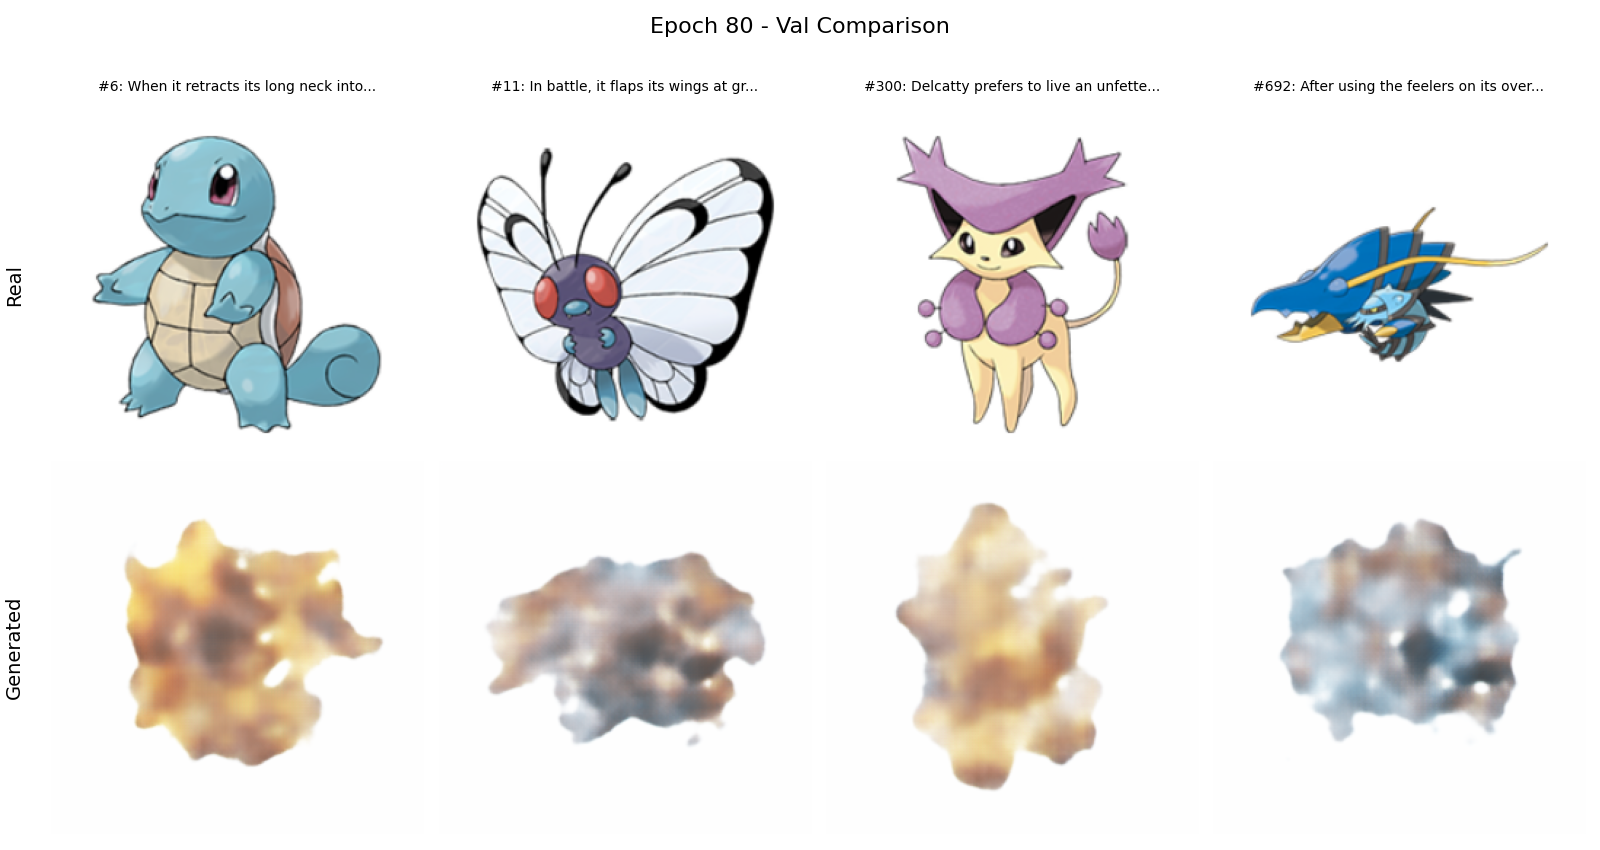 Epoch 80 - Val Comparison
#6: When it retracts its long neck into...
#11: In battle, it flaps its wings at gr...
#300: Delcatty prefers to live an unfette...
#692: After using the feelers on its over...
Real
Generated